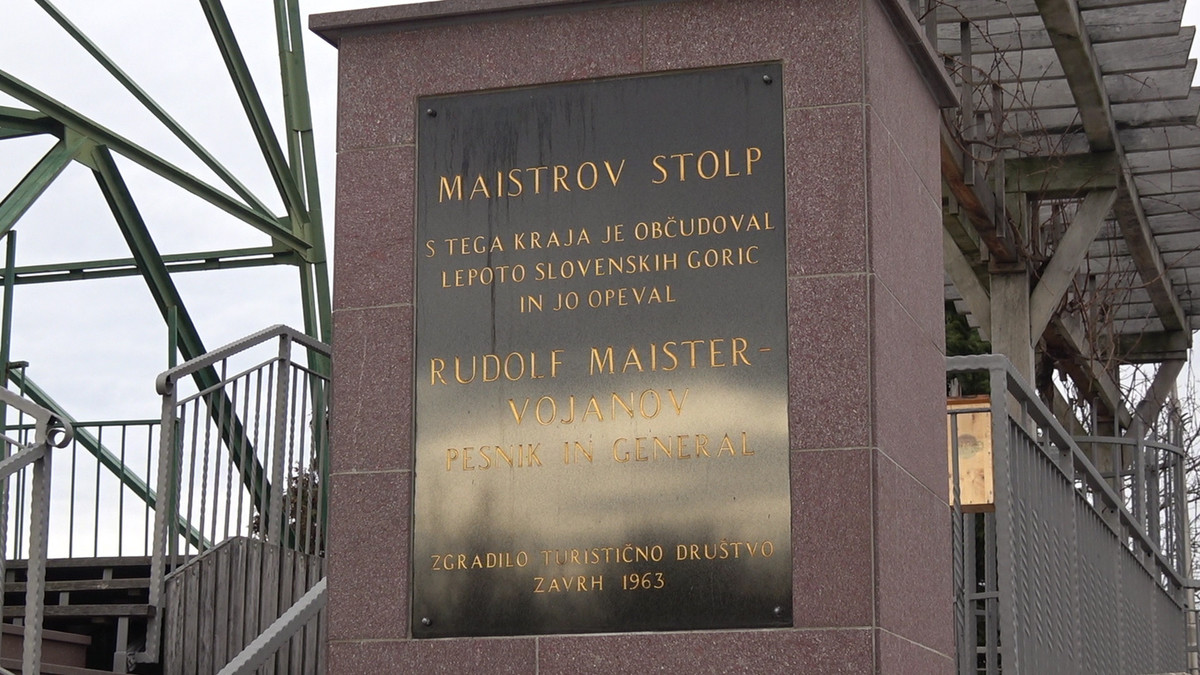 MAISTROV STOLP
S TEGA KRAJA JE OBČUDOVAL
LEPOTO SLOVENSKIH GORIC
IN JO OPEVAL
RUDOLF MAISTER-
VOJANOV
PESNIK IN GENERAL
ZGRADILO TURISTIČNO DRUŠTVO
ZAVRH 1963